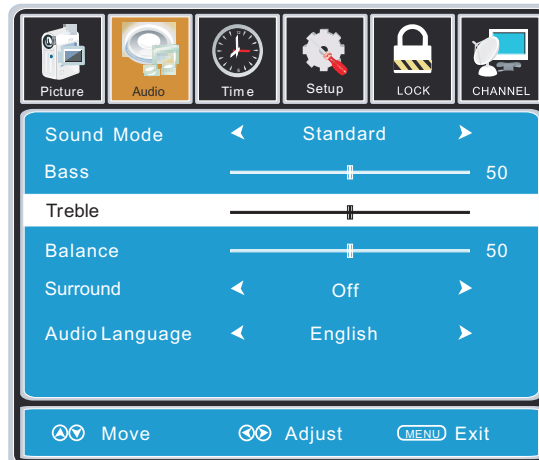 Picture Audio Time Setup LOCK CHANNEL
Sound Mode Standard
Bass 50
Treble
Balance 50
Surround Off
Audio Language English
Move Adjust MENU Exit